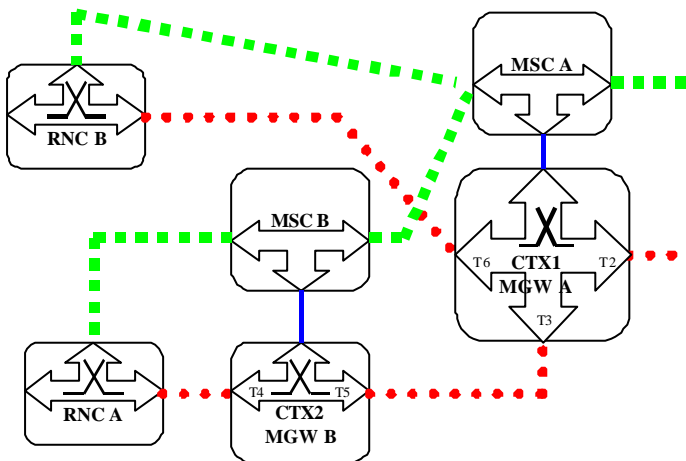 MSC A
RNC B
MSC B
T6
CTX1
T2
MGW A
T3
RNC A
T4
CTX2
T5
MGW B